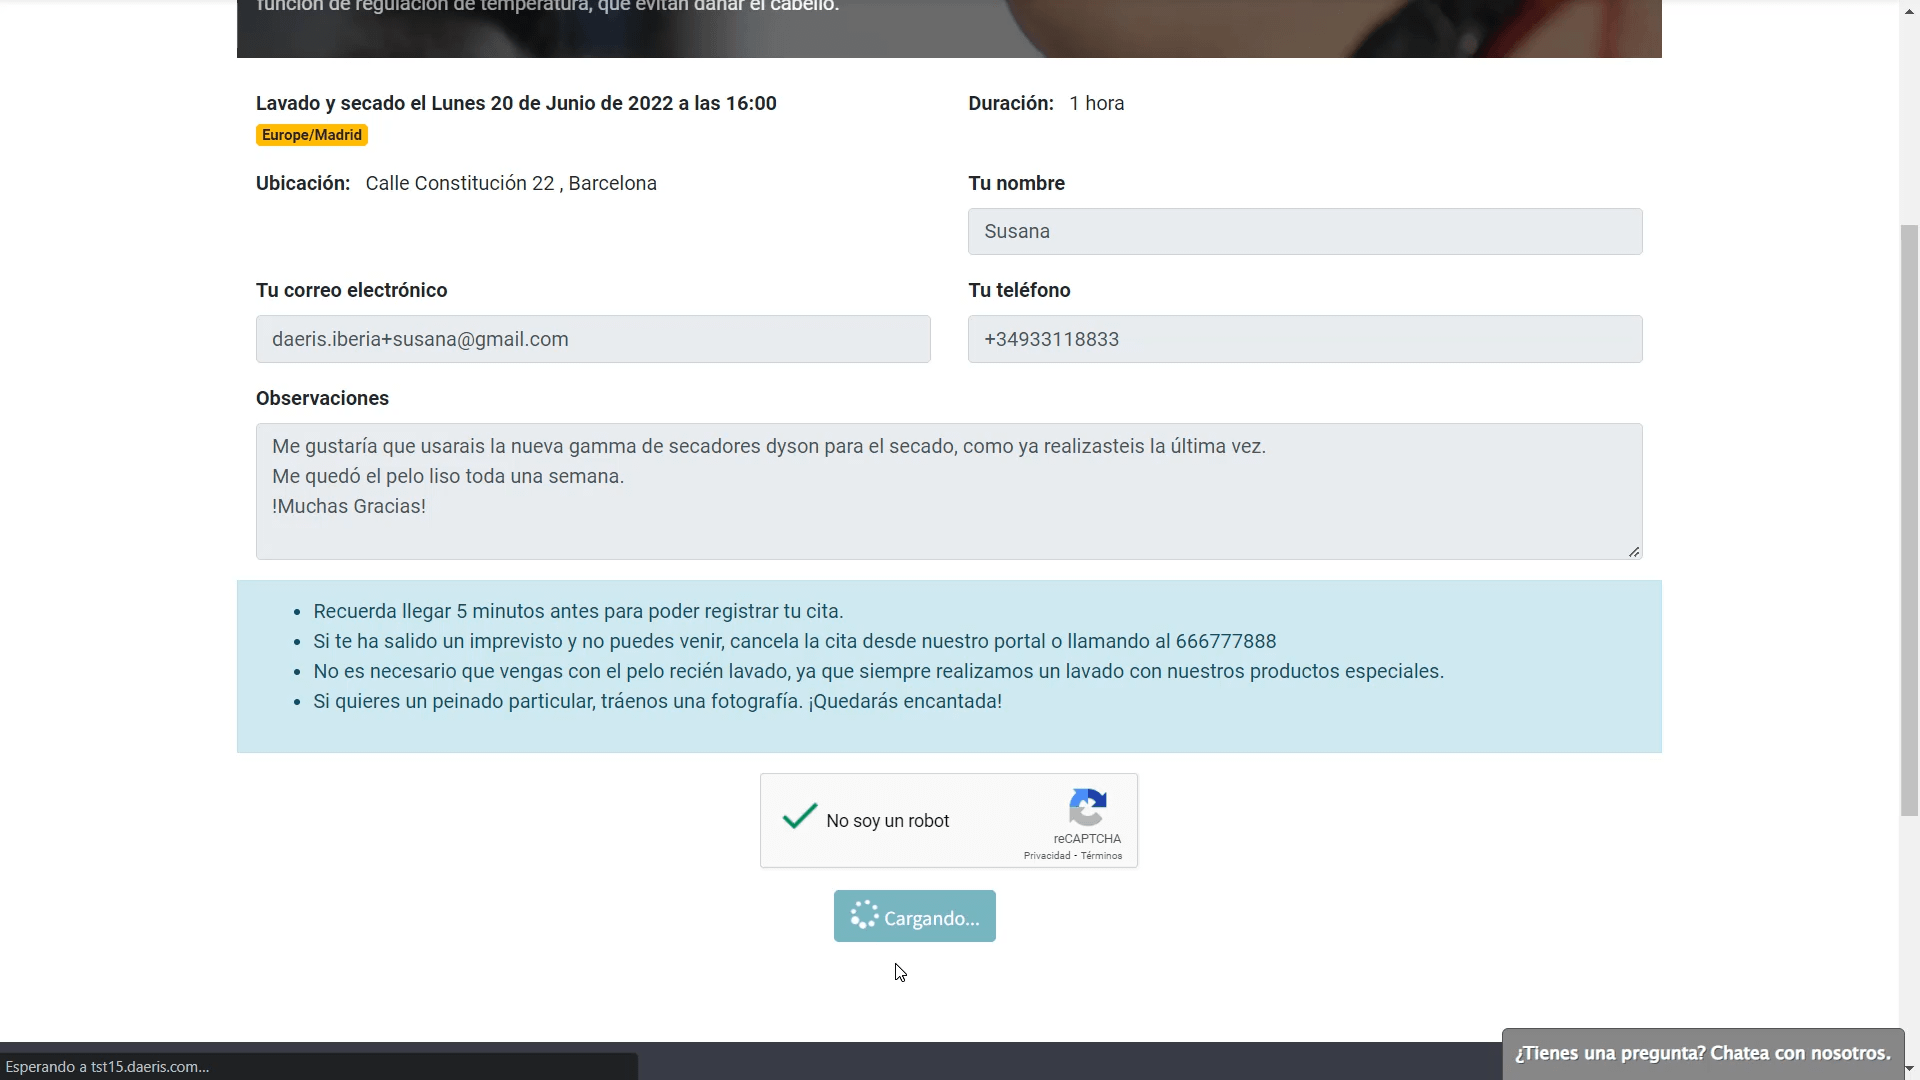 función de regulación de temperatura, que evitan dañar el cabello.
Lavado y secado el Lunes 20 de Junio de 2022 a las 16:00
Europe/Madrid
Duración: 1 hora
Ubicación: Calle Constitución 22 , Barcelona
Tu nombre
Susana
Tu correo electrónico
daeris.iberia+susana@gmail.com
Tu teléfono
+34933118833
Observaciones
Me gustaría que usarais la nueva gamma de secadores dyson para el secado, como ya realizasteis la última vez.
Me quedó el pelo liso toda una semana.
!Muchas Gracias!
• Recuerda llegar 5 minutos antes para poder registrar tu cita.
• Si te ha salido un imprevisto y no puedes venir, cancela la cita desde nuestro portal o llamando al 666777888
• No es necesario que vengas con el pelo recién lavado, ya que siempre realizamos un lavado con nuestros productos especiales.
• Si quieres un peinado particular, tráenos una fotografía. ¡Quedarás encantada!
No soy un robot
reCAPTCHA
Privacidad - Términos
Cargando...
¿Tienes una pregunta? Chatea con nosotros.
Esperando a tst15.daeris.com...